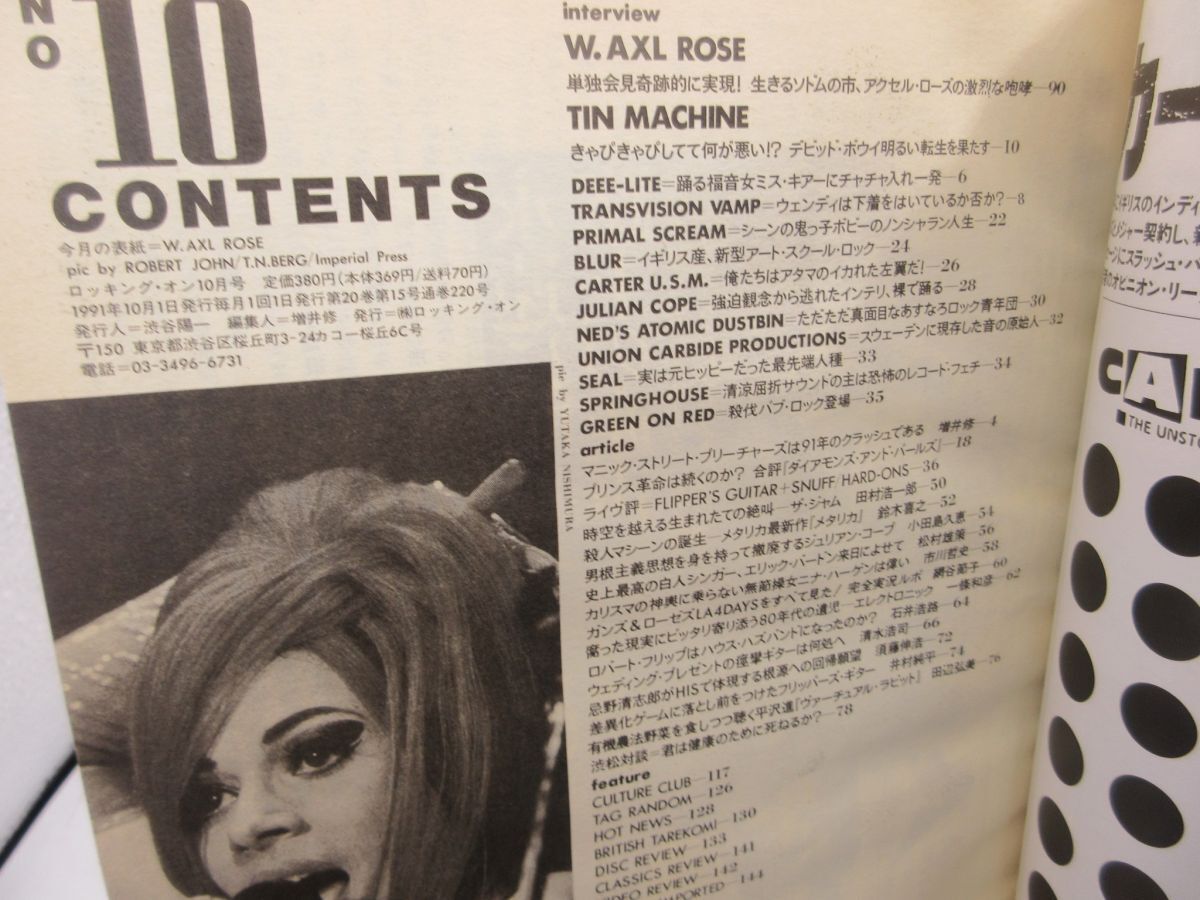 NO
10
CONTENTS
今月の表紙=W. AXL ROSE
pic by ROBERT JOHN/T.N.BERG/Imperial Press
ロッキング・オン10月号 定価380円(本体369円/送料70円)
1991年10月1日発行毎月1回1日発行第20巻第15号通巻220号
発行人=渋谷陽一 編集人=増井修 発行=㈱ロッキング・オン
〒150 東京都渋谷区桜丘町3-24カコー桜丘6C号
電話=03-3496-6731
pic by YUTAKA NISHIMURA
interview
W. AXL ROSE
単独会見奇跡的に実現! 生きるソドムの市、アクセル・ローズの激烈な咆哮—90
TIN MACHINE
きゃぴきゃぴしてて何が悪い!? デビッド・ボウイ明るい転生を果たす—10
DEEE-LITE=踊る福音女ミス・キアーにチャチャ入れ一発—6
TRANSVISION VAMP=ウェンディは下着をはいているか否か?—8
PRIMAL SCREAM=シーンの鬼っ子ボビーのノンシャラン人生—22
BLUR=イギリス産、新型アート・スクール・ロック—24
CARTER U.S.M.=俺たちはアタマのイカれた左翼だ!—26
JULIAN COPE=強迫観念から逃れたインテリ、裸で踊る—28
NED'S ATOMIC DUSTBIN=ただただ真面目なあすなろロック青年団—30
UNION CARBIDE PRODUCTIONS=スウェーデンに現存した音の原始人—32
SEAL=実は元ヒッピーだった最先端人種—33
SPRINGHOUSE=清涼屈折サウンドの主は恐怖のレコード・フェチ—34
GREEN ON RED=殺伐パブ・ロック登場—35
article
マニック・ストリート・プリーチャーズは91年のクラッシュである 増井修—4
プリンス革命は続くのか? 合評『ダイアモンズ・アンド・パールズ』—18
ライヴ評=FLIPPER'S GUITAR+SNUFF/HARD-ONS—36
時空を越える生まれたての絶叫—ザ・ジャム 田村浩一郎—50
殺人マシーンの誕生—メタリカ最新作『メタリカ』 鈴木喜之—52
男根主義思想を身を持って撤廃するジュリアン・コープ 小田島久恵—54
史上最高の白人シンガー、エリック・バードン来日によせて 松村雄策—56
カリスマの神輿に乗らない無節操女ニナ・ハーゲンは偉い 市川哲史—58
ガンズ&ローゼズLA4DAYSをすべて見た! 完全実況ルポ 網谷節子—60
腐った現実にピッタリ寄り添う80年代の遺児—エレクトロニック 一條和彦—62
ロバート・フリップはハウス・ハズバンドになったのか? 石井浩路—64
ウェディング・プレゼントの痙攣ギターは何処へ 清水浩司—66
忌野清志郎がHISで体現する根源への回帰願望 須藤伸浩—72
差異化ゲームに落とし前をつけたフリッパーズ・ギター 井村純平—74
有機農法野菜を食しつつ聴く平沢進『ヴァーチュアル・ラビット』 田辺弘美—76
渋松対談=君は健康のために死ねるか?—78
feature
CULTURE CLUB—117
TAG RANDOM—126
HOT NEWS—128
BRITISH TAREKOMI—130
DISC REVIEW—133
CLASSICS REVIEW—141
VIDEO REVIEW—142
IMPORTED—144
カー
イギリスのインディ
メジャー契約し、
ージにスラッシュ・
のオピニオン・リー
CA
THE UNST